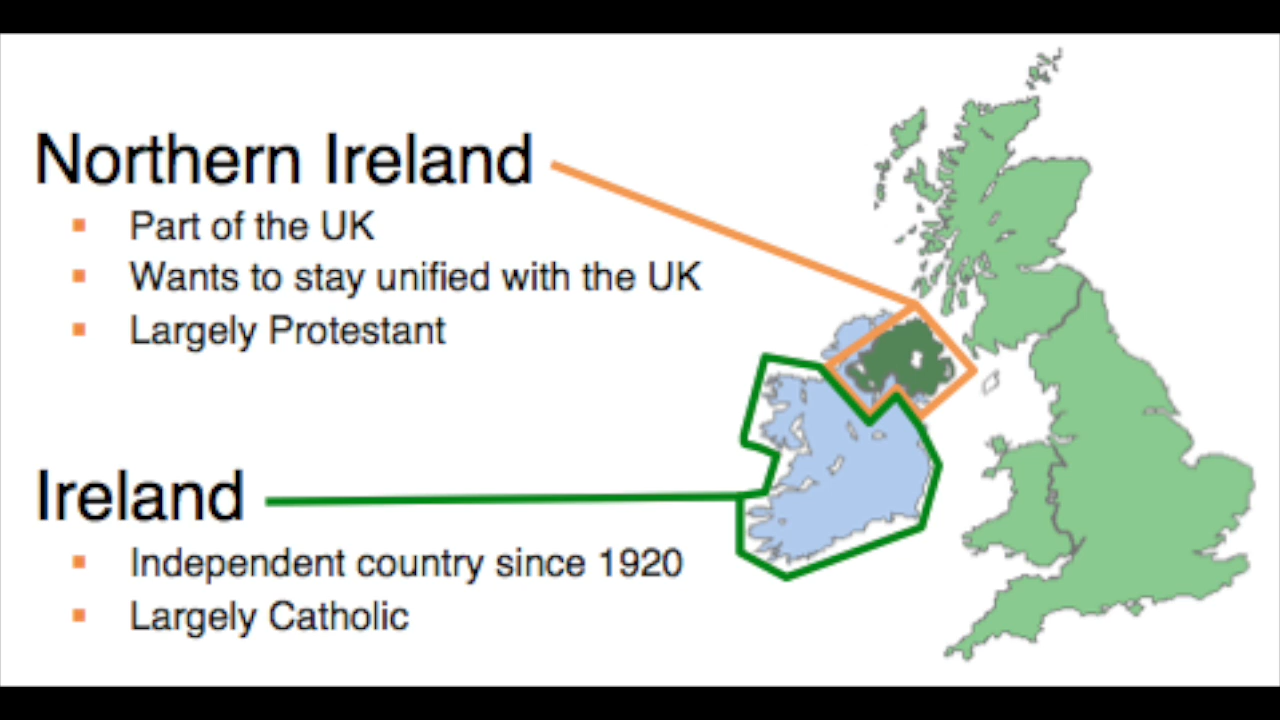 Northern Ireland
▪ Part of the UK
▪ Wants to stay unified with the UK
▪ Largely Protestant
Ireland
▪ Independent country since 1920
▪ Largely Catholic